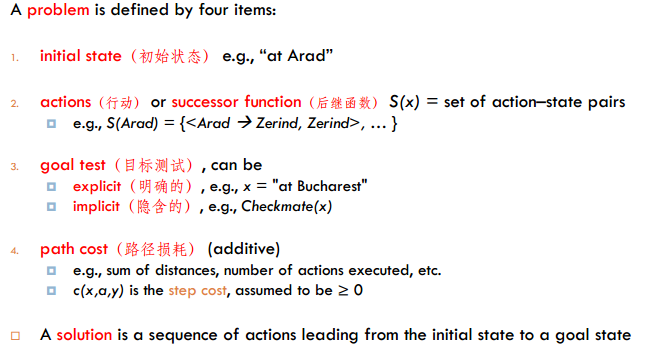 A problem is defined by four items:
1. initial state（初始状态） e.g., “at Arad”
2. actions（行动） or successor function（后继函数） S(x) = set of action–state pairs
e.g., S(Arad) = {<Arad → Zerind, Zerind>, … }
3. goal test（目标测试）, can be
explicit（明确的）, e.g., x = "at Bucharest"
implicit（隐含的）, e.g., Checkmate(x)
4. path cost（路径损耗） (additive)
e.g., sum of distances, number of actions executed, etc.
c(x,a,y) is the step cost, assumed to be ≥ 0
A solution is a sequence of actions leading from the initial state to a goal state